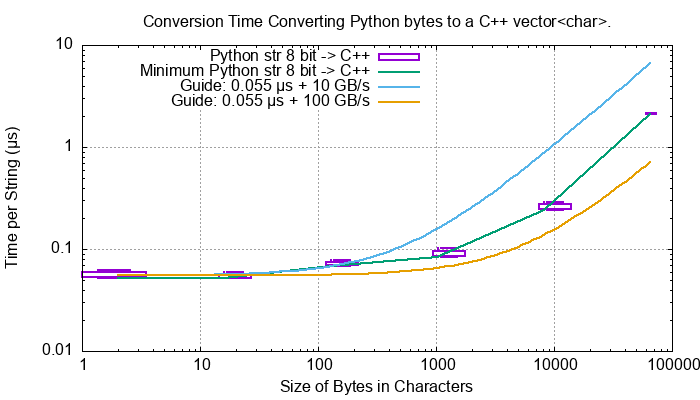 Conversion Time Converting Python bytes to a C++ vector<char>.
10
1
0.1
0.01
Time per String (µs)
Python str 8 bit -> C++
Minimum Python str 8 bit -> C++
Guide: 0.055 µs + 10 GB/s
Guide: 0.055 µs + 100 GB/s
1 10 100 1000 10000 100000
Size of Bytes in Characters